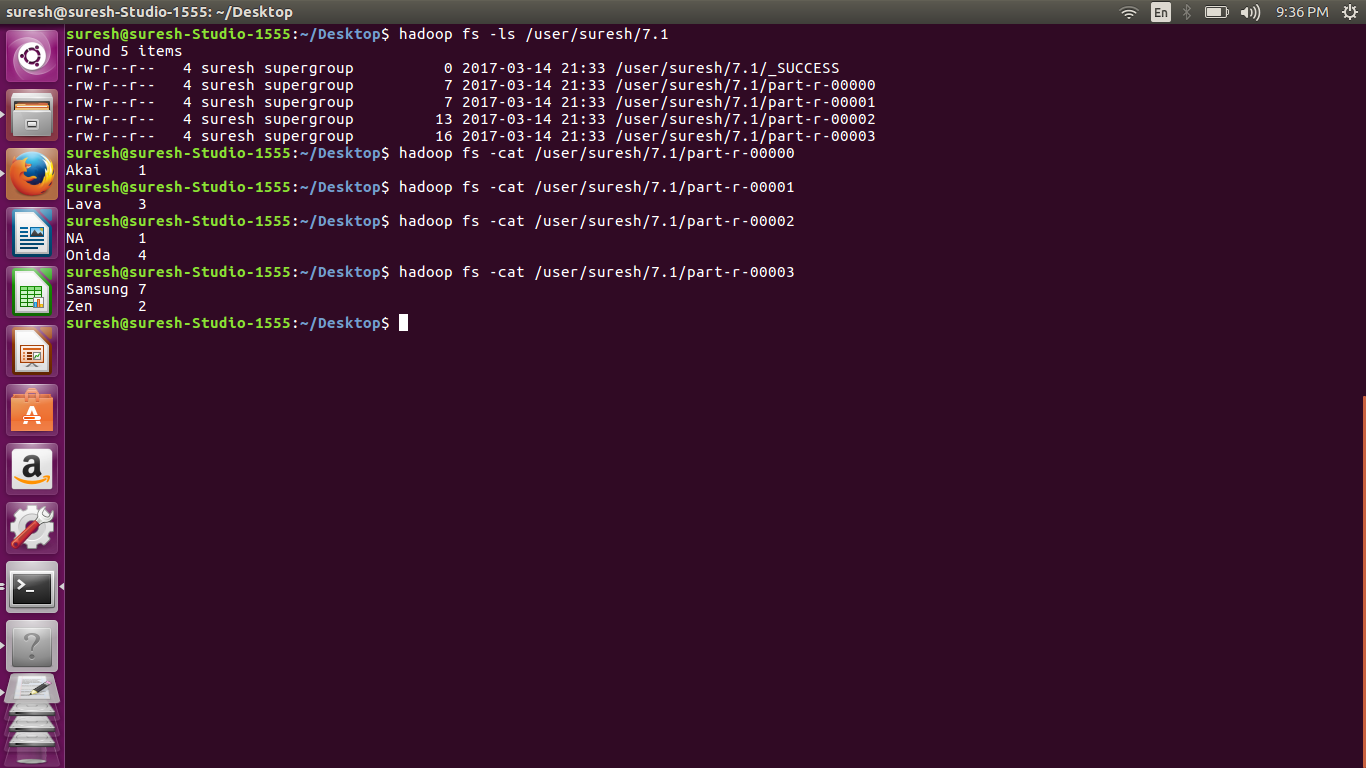 suresh@suresh-Studio-1555: ~/Desktop
En
9:36 PM
suresh@suresh-Studio-1555:~/Desktop$ hadoop fs -ls /user/suresh/7.1
Found 5 items
-rw-r--r--   4 suresh supergroup          0 2017-03-14 21:33 /user/suresh/7.1/_SUCCESS
-rw-r--r--   4 suresh supergroup          7 2017-03-14 21:33 /user/suresh/7.1/part-r-00000
-rw-r--r--   4 suresh supergroup          7 2017-03-14 21:33 /user/suresh/7.1/part-r-00001
-rw-r--r--   4 suresh supergroup         13 2017-03-14 21:33 /user/suresh/7.1/part-r-00002
-rw-r--r--   4 suresh supergroup         16 2017-03-14 21:33 /user/suresh/7.1/part-r-00003
suresh@suresh-Studio-1555:~/Desktop$ hadoop fs -cat /user/suresh/7.1/part-r-00000
Akai    1
suresh@suresh-Studio-1555:~/Desktop$ hadoop fs -cat /user/suresh/7.1/part-r-00001
Lava    3
suresh@suresh-Studio-1555:~/Desktop$ hadoop fs -cat /user/suresh/7.1/part-r-00002
NA      1
Onida   4
suresh@suresh-Studio-1555:~/Desktop$ hadoop fs -cat /user/suresh/7.1/part-r-00003
Samsung 7
Zen     2
suresh@suresh-Studio-1555:~/Desktop$